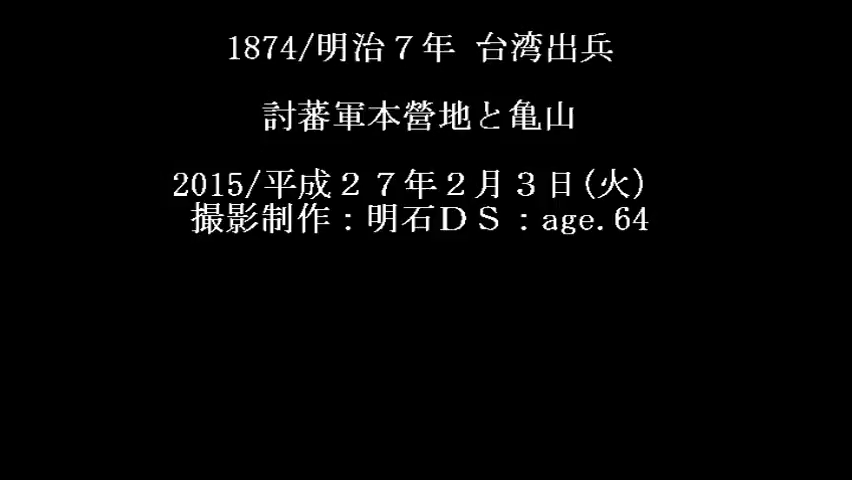 1874/明治７年 台湾出兵
討蕃軍本營地と亀山
2015/平成２７年２月３日(火)
撮影制作：明石ＤＳ：age.64